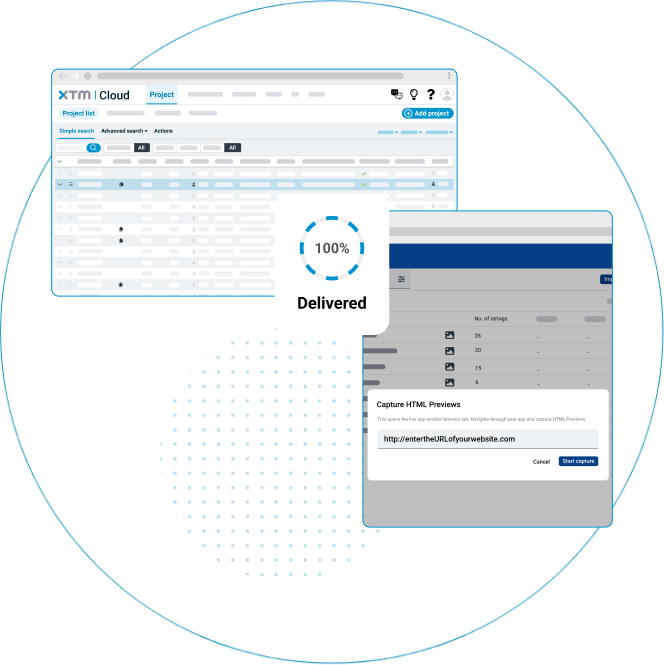 XTM | Cloud
Project
Project list
Add project
Simple search
Advanced search
Actions
All
All
100%
Delivered
No. of strings
26
20
15
6
Capture HTML Previews
This opens the live app another browser tab. Navigate through your app and capture HTML Previews.
http://entertheURLofyourwebsite.com
Cancel
Start capture